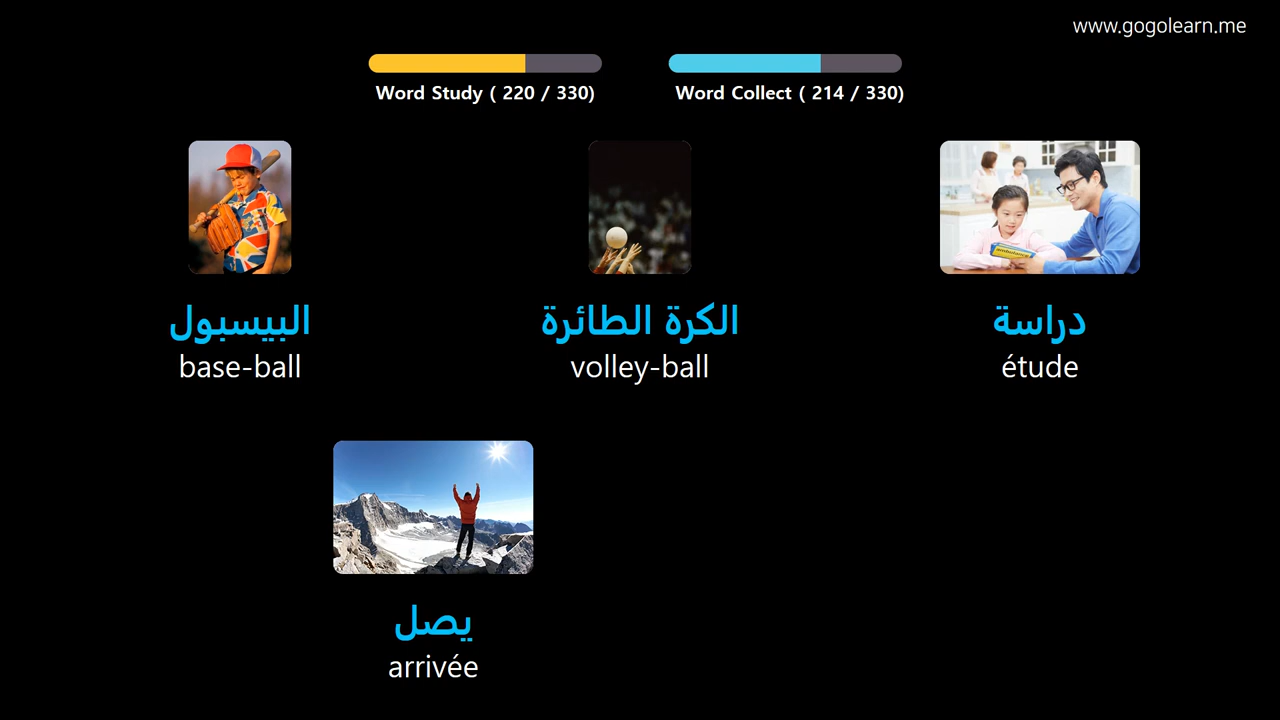 www.gogolearn.me
Word Study ( 220 / 330)
Word Collect ( 214 / 330)
البيسبول
base-ball
الكرة الطائرة
volley-ball
دراسة
étude
يصل
arrivée